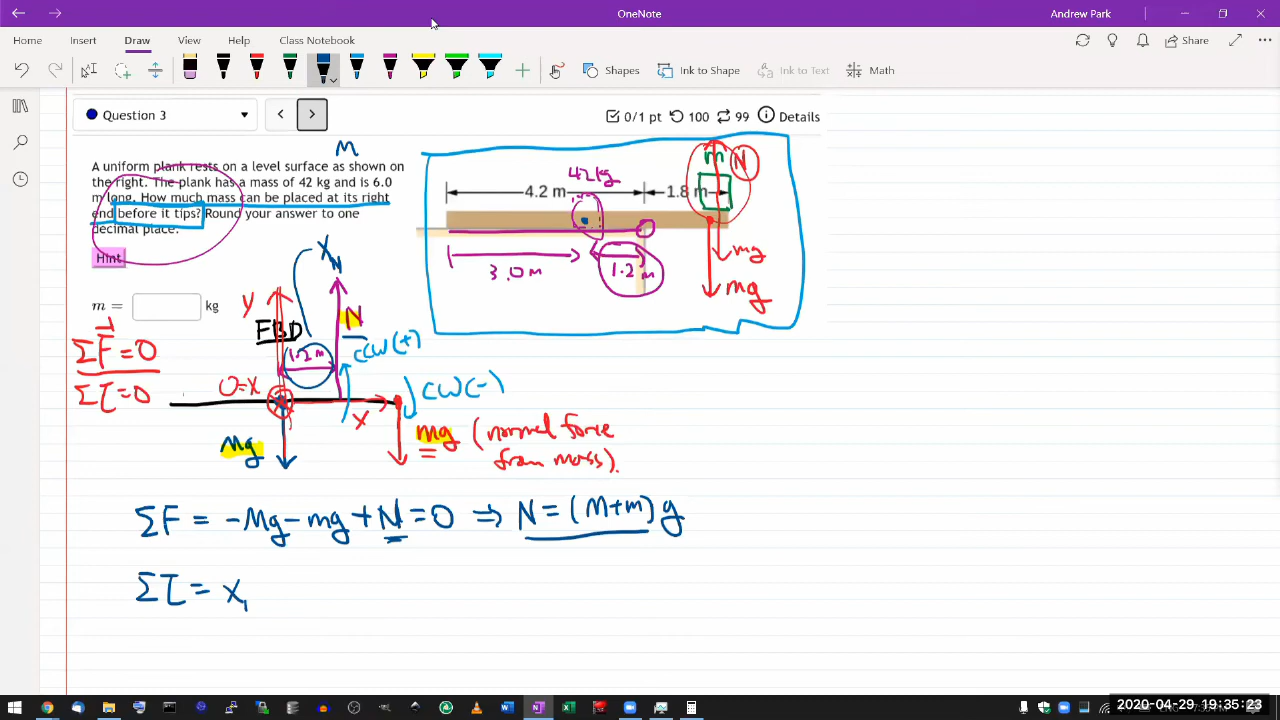 OneNote
Andrew Park
Home Insert Draw View Help Class Notebook
Share
Shapes Ink to Shape Ink to Text Math
Question 3
0/1 pt 100 99 Details
M
A uniform plank rests on a level surface as shown on
the right. The plank has a mass of 42 kg and is 6.0
m long. How much mass can be placed at its right
end before it tips? Round your answer to one
decimal place.
Hint
m = kg
m N
42kg
4.2 m 1.8 m
3.0m 1.2 m
mg
mg
ΣF = 0
Στ=0
y
FBD
X_N
N
1.2 m
CCW(+)
0=x
x
CW(-)
Mg
mg (normal force
from mass).
ΣF = -Mg-mg+N=0 ⇒ N=(M+m)g
Στ = x₁
2020-04-29 19:35:23